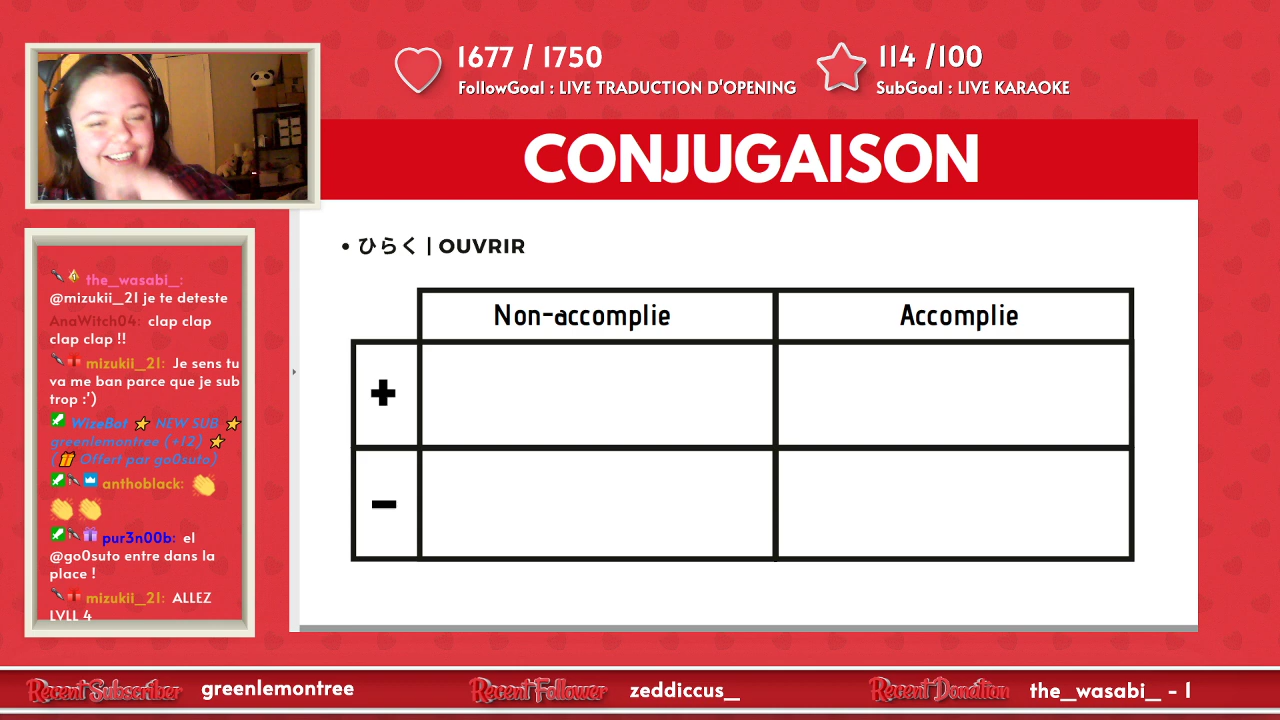 1677 / 1750
FollowGoal : LIVE TRADUCTION D'OPENING
114 /100
SubGoal : LIVE KARAOKE
CONJUGAISON
• ひらく | OUVRIR
Non-accomplie
Accomplie
+
-
the_wasabi_:
@mizukii_21 je te deteste
AnaWitch04: clap clap
clap clap !!
mizukii_21: Je sens tu
va me ban parce que je sub
trop :')
WizeBot ⭐ NEW SUB ⭐
greenlemontree (+12) ⭐
(🎁 Offert par go0suto)
anthoblack: 👏
👏 👏
pur3n00b: el
@go0suto entre dans la
place !
mizukii_21: ALLEZ
LVLL 4
Recent Subscriber greenlemontree
Recent Follower zeddiccus_
Recent Donation the_wasabi_ - 1